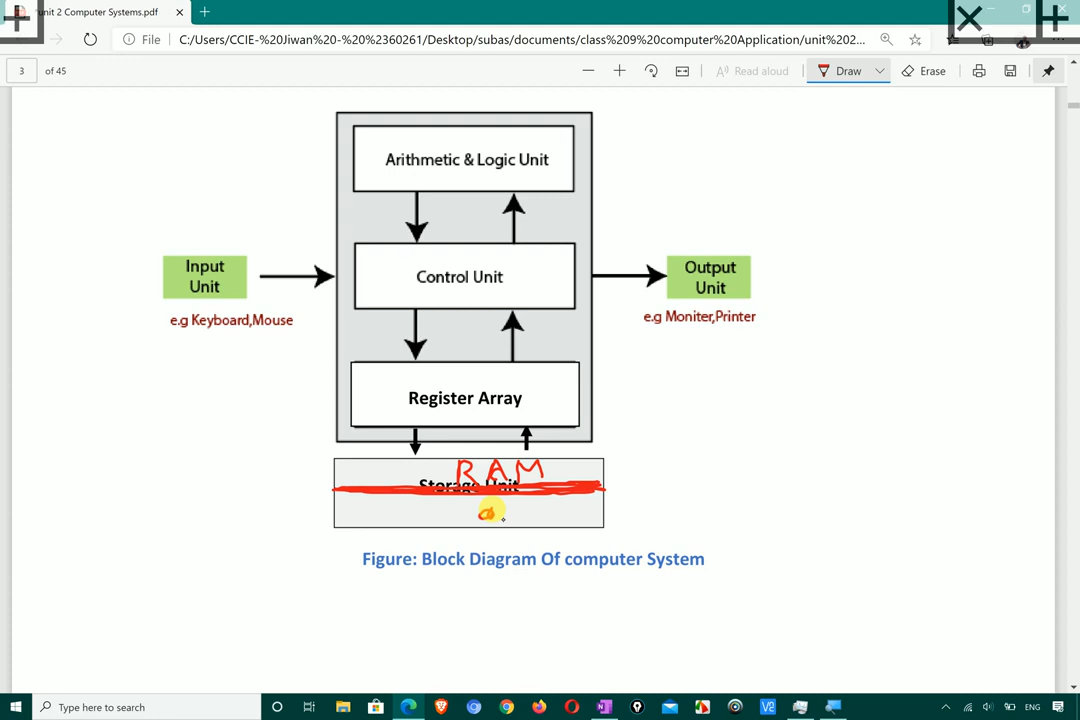 unit 2 Computer Systems.pdf
File
C:/Users/CCIE-%20Jiwan%20-%20%2360261/Desktop/subas/documents/class%209%20computer%20Application/unit%202...
3 of 45
Read aloud
Draw
Erase
Arithmetic & Logic Unit
Input
Unit
Control Unit
Output
Unit
e.g Keyboard,Mouse
e.g Moniter,Printer
Register Array
RAM
Storage Unit
Figure: Block Diagram Of computer System
Type here to search
ENG